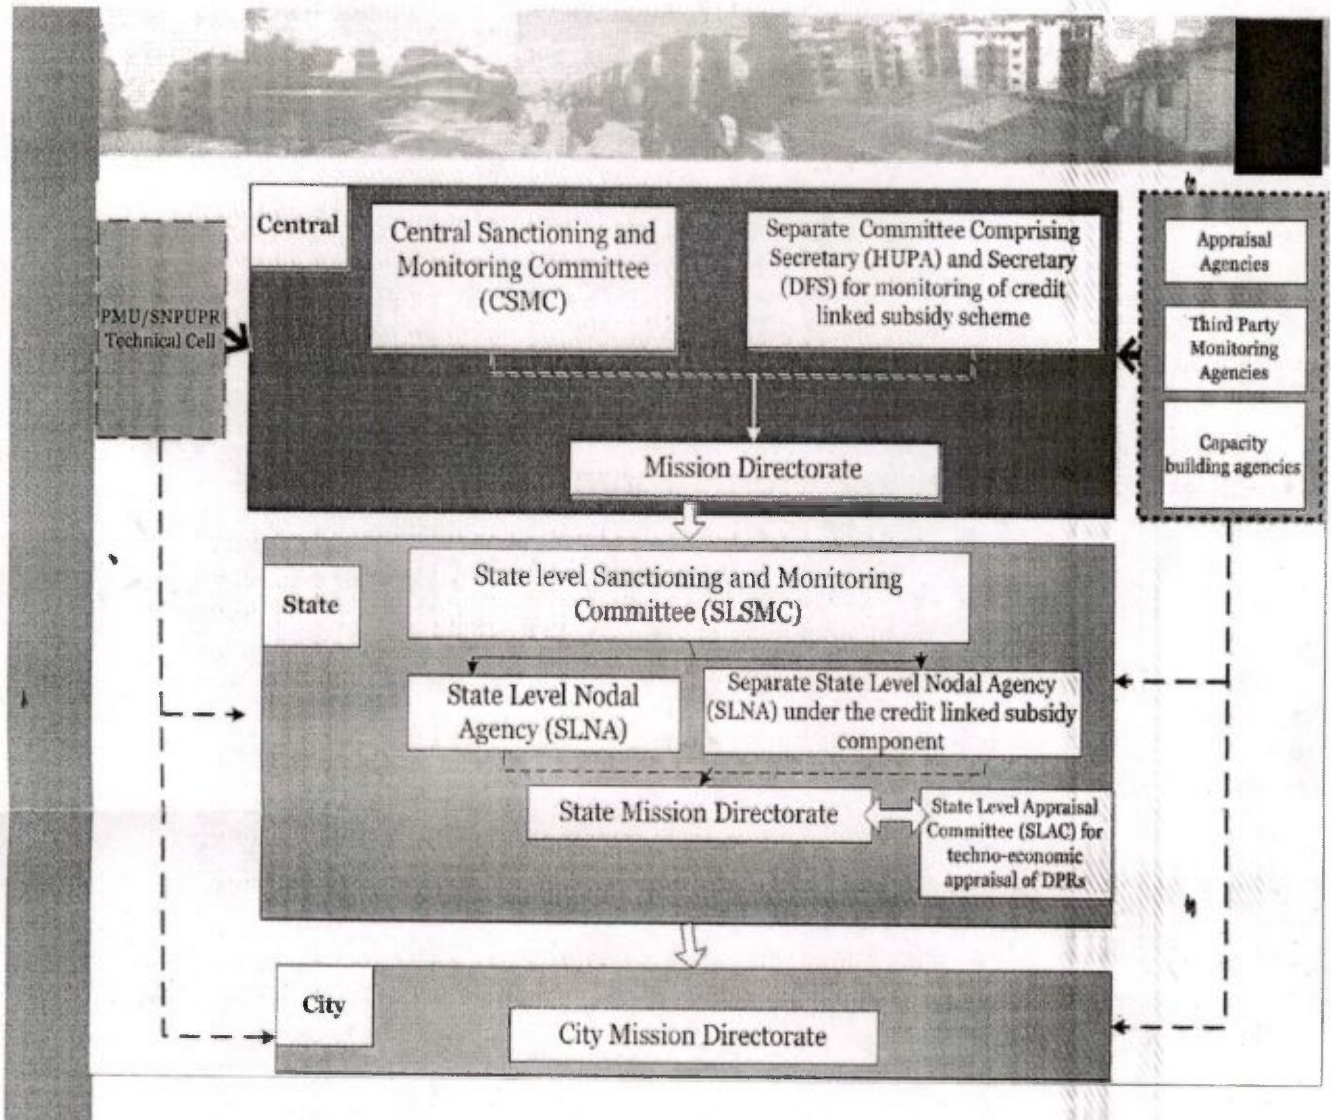 Central
Central Sanctioning and
Monitoring Committee
(CSMC)
Separate Committee Comprising
Secretary (HUPA) and Secretary
(DFS) for monitoring of credit
linked subsidy scheme
Appraisal
Agencies
PMU/SNPUPR
Technical Cell
Third Party
Monitoring
Agencies
Capacity
building agencies
Mission Directorate
State
State level Sanctioning and Monitoring
Committee (SLSMC)
State Level Nodal
Agency (SLNA)
Separate State Level Nodal Agency
(SLNA) under the credit linked subsidy
component
State Mission Directorate
State Level Appraisal
Committee (SLAC) for
techno-economic
appraisal of DPRs
City
City Mission Directorate